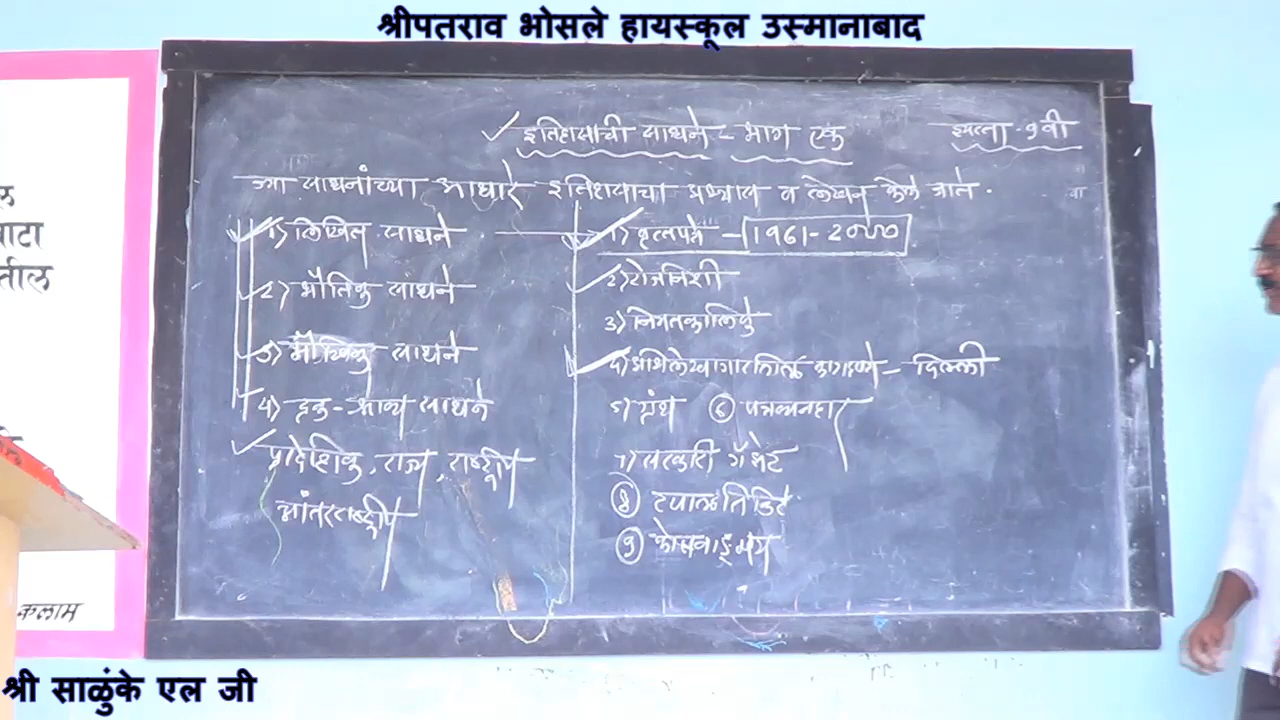 श्रीपतराव भोसले हायस्कूल उस्मानाबाद
इतिहासाची साधने - भाग एक
इयत्ता - ९वी
ज्या साधनांच्या आधारे इतिहासाचा अभ्यास व लेखन केले जाते.
१) लिखित साधने
२) भौतिक साधने
३) मौखिक साधने
४) दृक-श्राव्य साधने
प्रादेशिक, राज्य, राष्ट्रीय
आंतरराष्ट्रीय
१) वृत्तपत्रे - 1961-2000
२) रोजनिशी
३) नियतकालिके
४) अभिलेखागारातील कागदपत्रे - दिल्ली
५) ग्रंथ ६ पत्रव्यवहार
७) सरकारी गॅझेट
८ टपाल तिकिटे
९ कोशवाङ्मय
ल
ाटा
तील
कलाम
श्री साळुंके एल जी